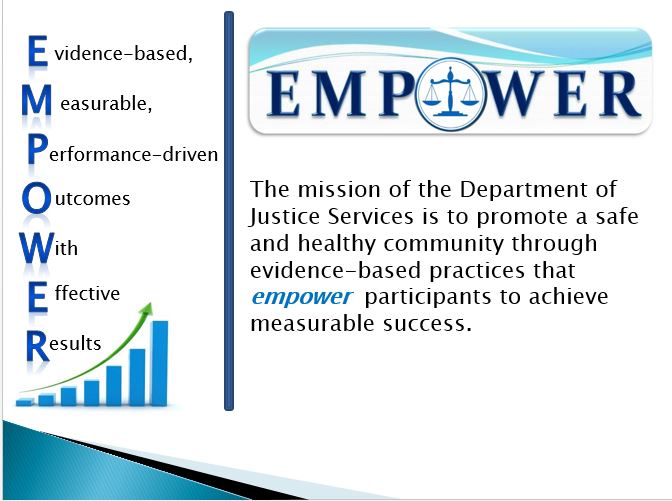 Evidence-based,
Measurable,
Performance-driven
Outcomes
With
Effective
Results
EMPOWER
The mission of the Department of
Justice Services is to promote a safe
and healthy community through
evidence-based practices that
empower participants to achieve
measurable success.